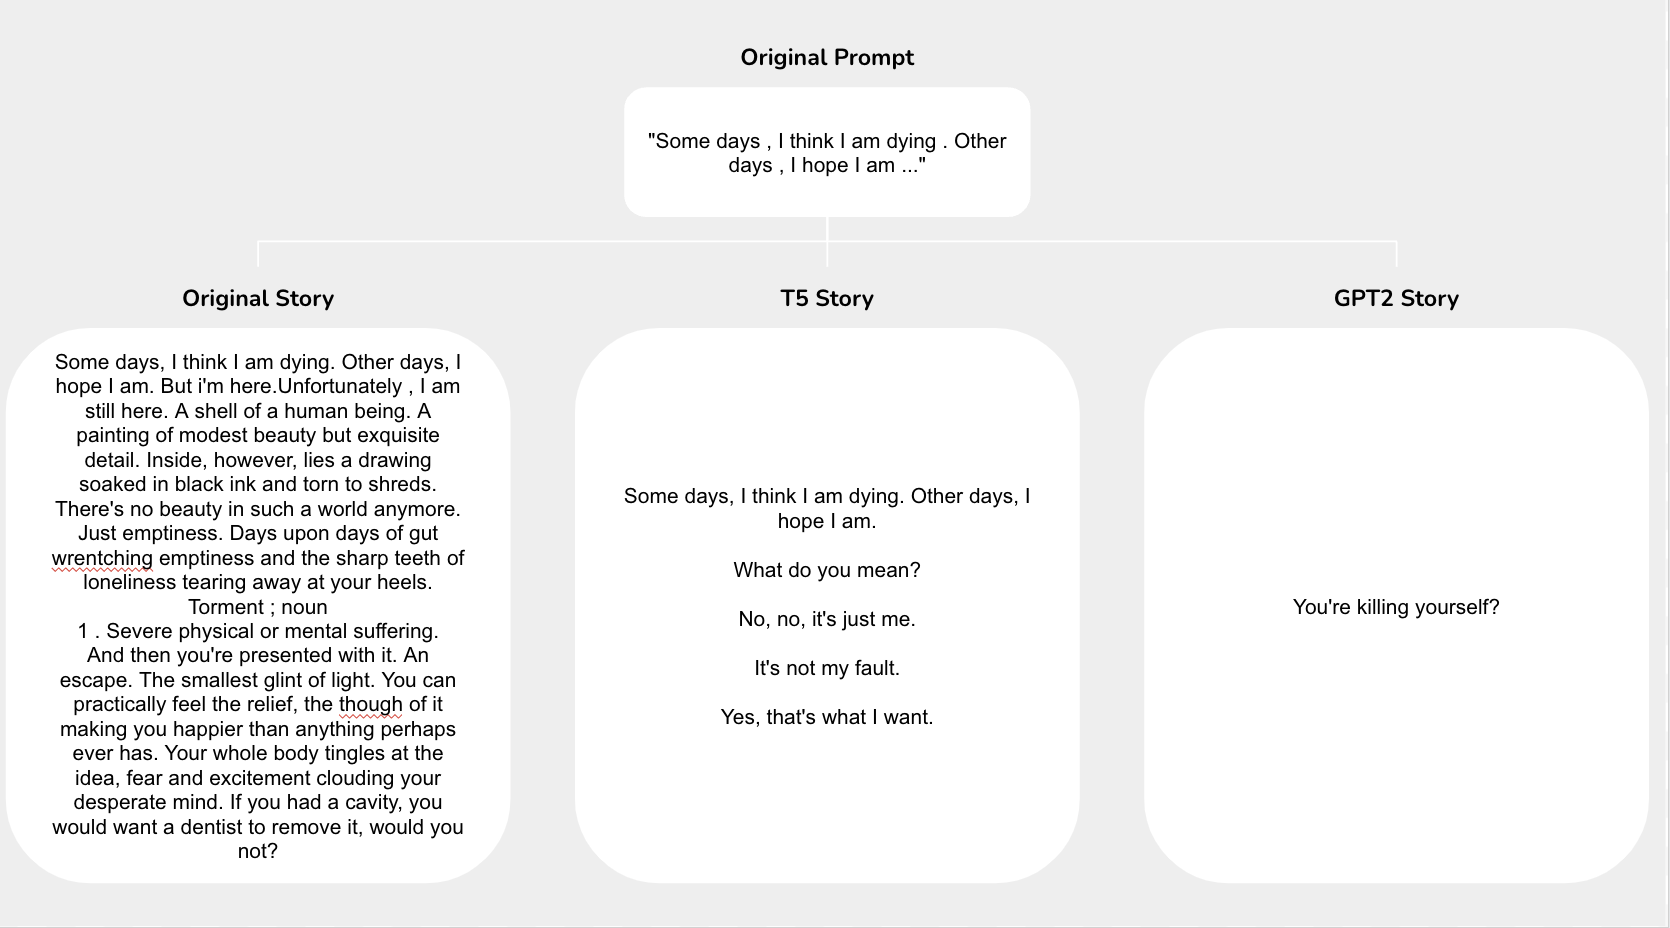 Original Prompt
"Some days , I think I am dying . Other
days , I hope I am ..."
Original Story
Some days, I think I am dying. Other days, I
hope I am. But i'm here.Unfortunately , I am
still here. A shell of a human being. A
painting of modest beauty but exquisite
detail. Inside, however, lies a drawing
soaked in black ink and torn to shreds.
There's no beauty in such a world anymore.
Just emptiness. Days upon days of gut
wrentching emptiness and the sharp teeth of
loneliness tearing away at your heels.
Torment ; noun
1 . Severe physical or mental suffering.
And then you're presented with it. An
escape. The smallest glint of light. You can
practically feel the relief, the though of it
making you happier than anything perhaps
ever has. Your whole body tingles at the
idea, fear and excitement clouding your
desperate mind. If you had a cavity, you
would want a dentist to remove it, would you
not?
T5 Story
Some days, I think I am dying. Other days, I
hope I am.
What do you mean?
No, no, it's just me.
It's not my fault.
Yes, that's what I want.
GPT2 Story
You're killing yourself?